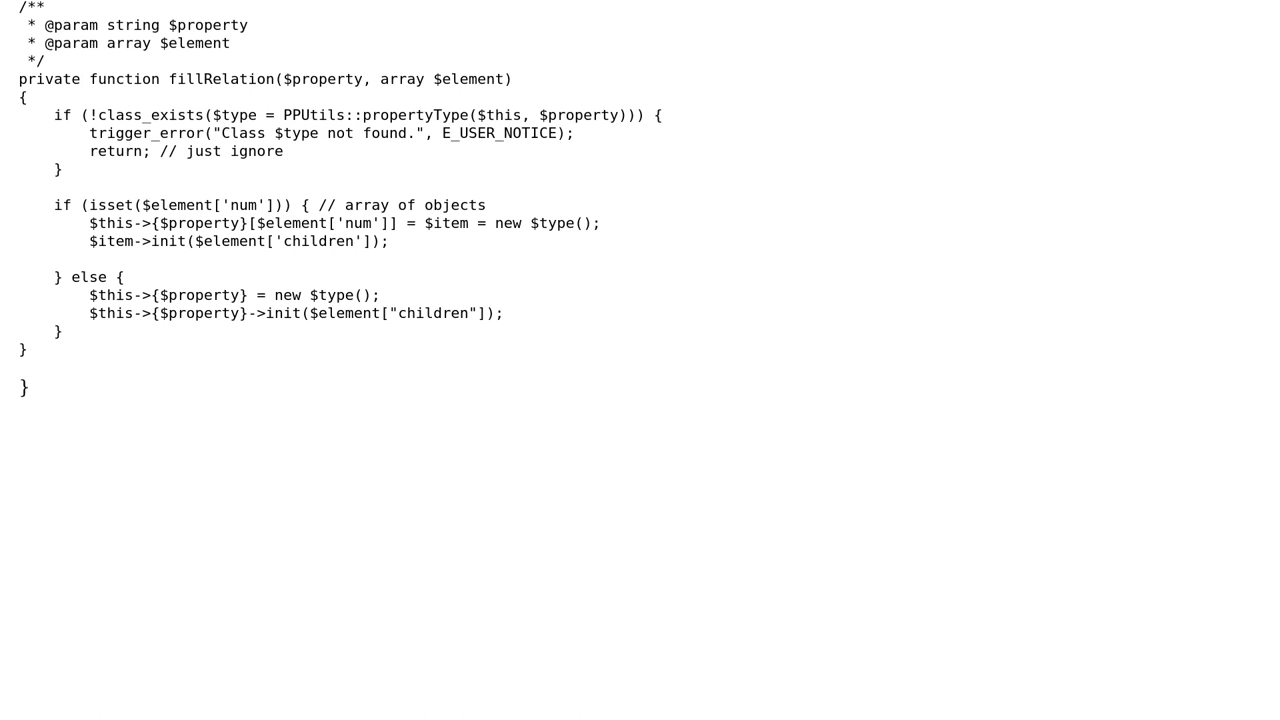 /**
 * @param string $property
 * @param array $element
 */
private function fillRelation($property, array $element)
{
    if (!class_exists($type = PPUtils::propertyType($this, $property))) {
        trigger_error("Class $type not found.", E_USER_NOTICE);
        return; // just ignore
    }

    if (isset($element['num'])) { // array of objects
        $this->{$property}[$element['num']] = $item = new $type();
        $item->init($element['children']);

    } else {
        $this->{$property} = new $type();
        $this->{$property}->init($element["children"]);
    }
}

}